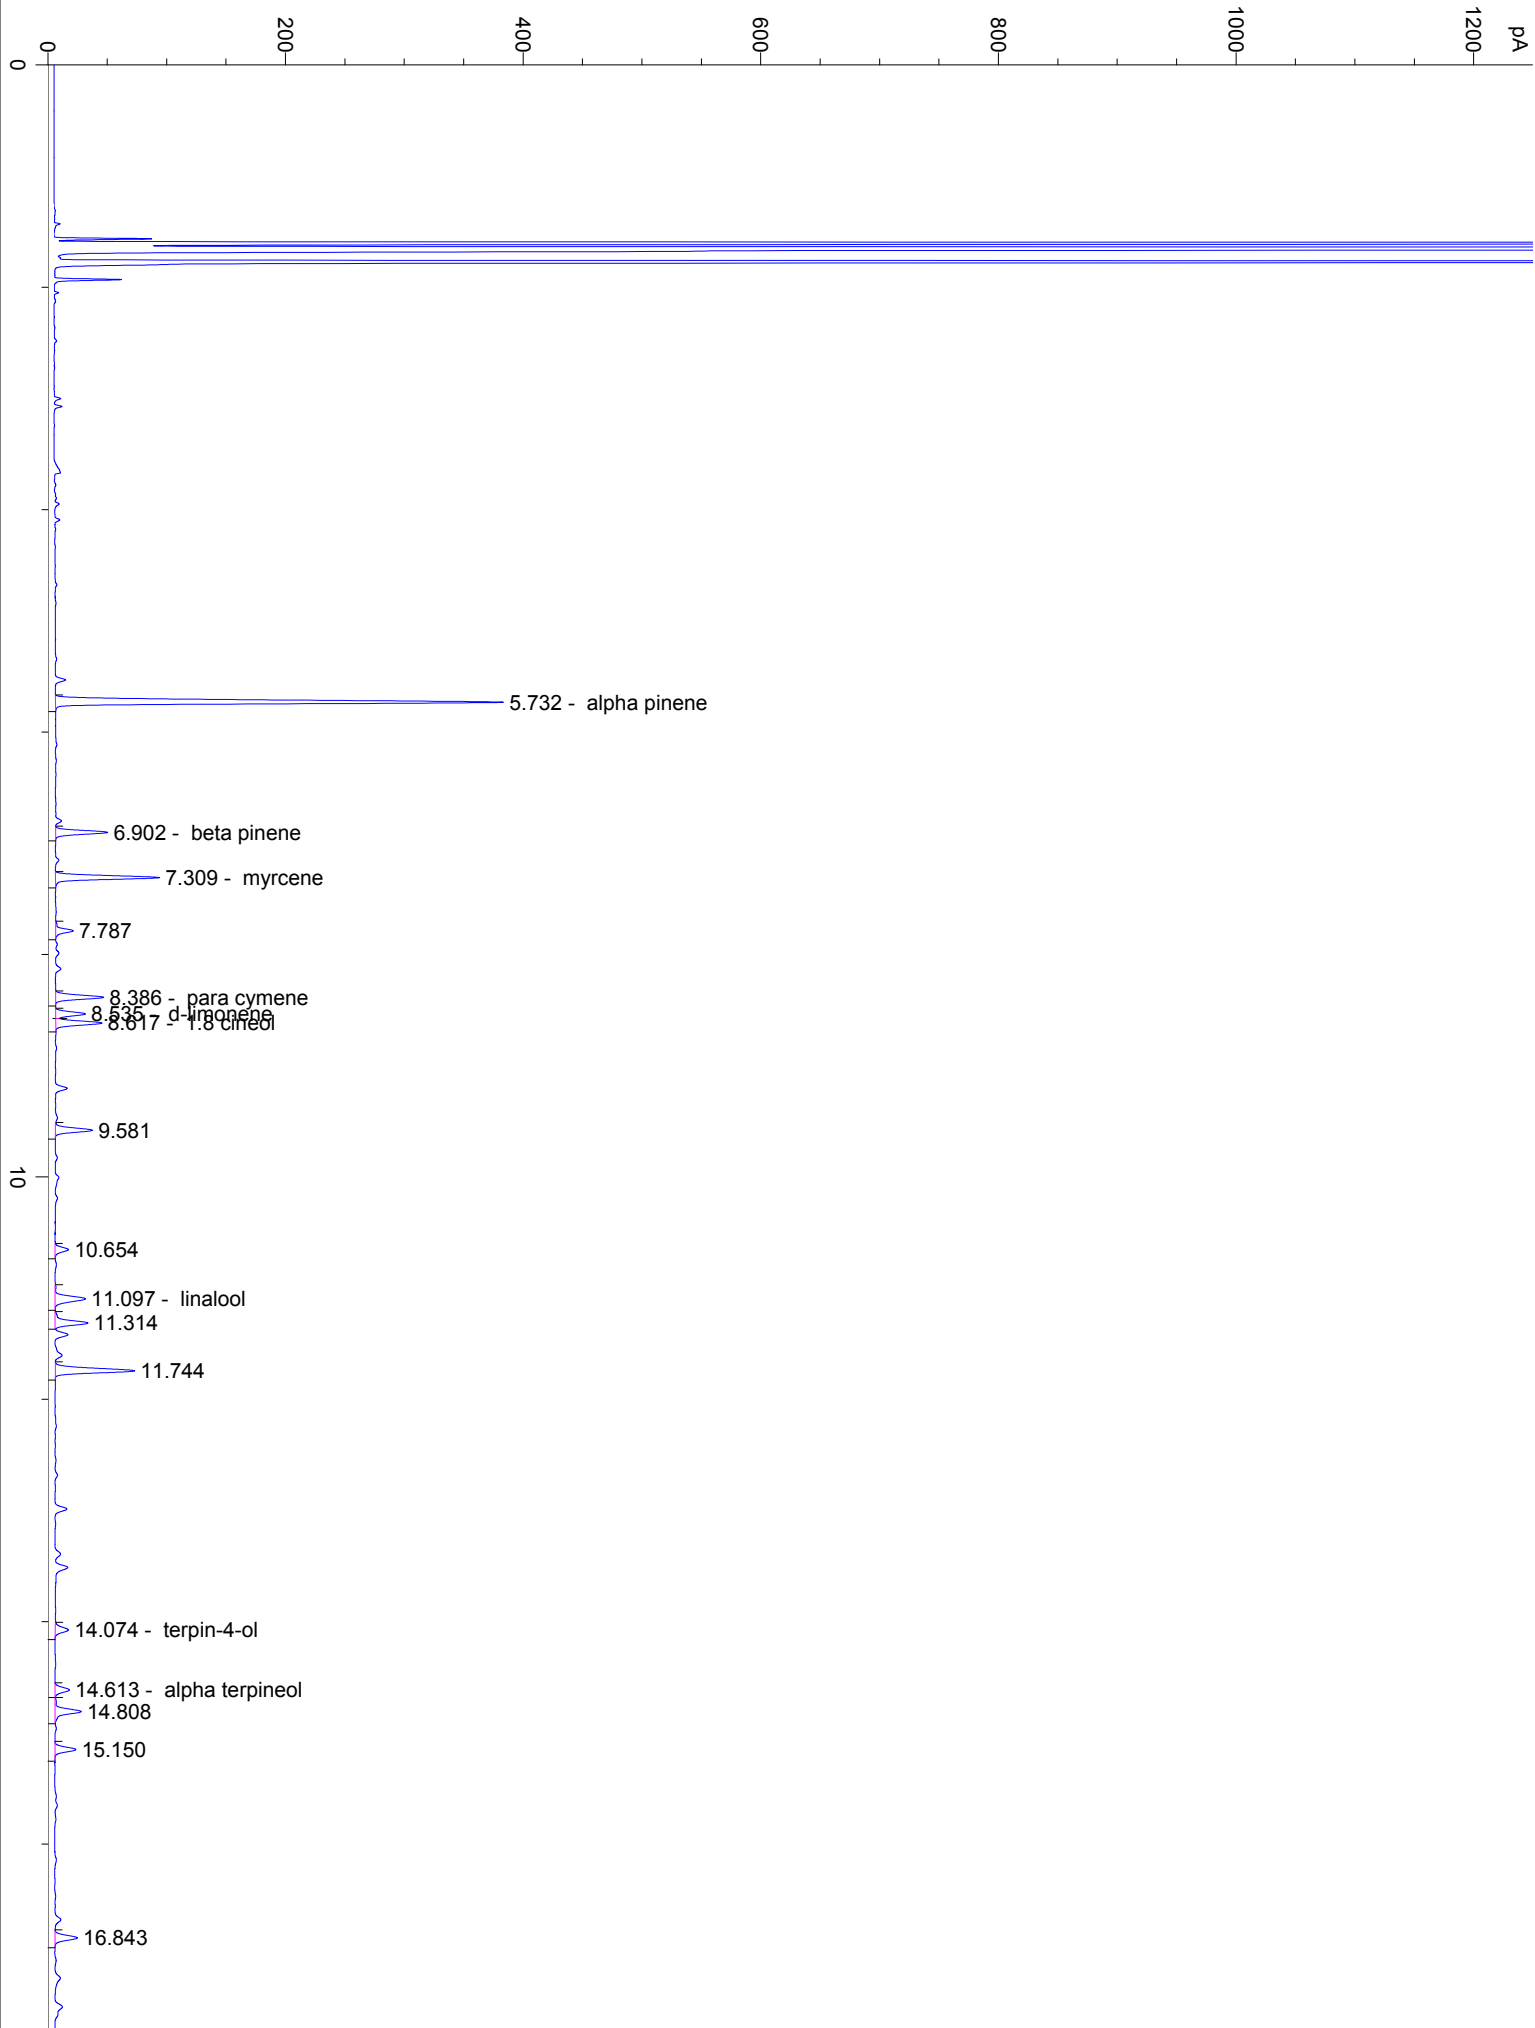 pA
1200
1000
800
600
400
200
0
0
5.732 - alpha pinene
6.902 - beta pinene
7.309 - myrcene
7.787
8.386 - para cymene
8.535 - d-limonene
8.617 - 1.8 cineol
9.581
10
10.654
11.097 - linalool
11.314
11.744
14.074 - terpin-4-ol
14.613 - alpha terpineol
14.808
15.150
16.843